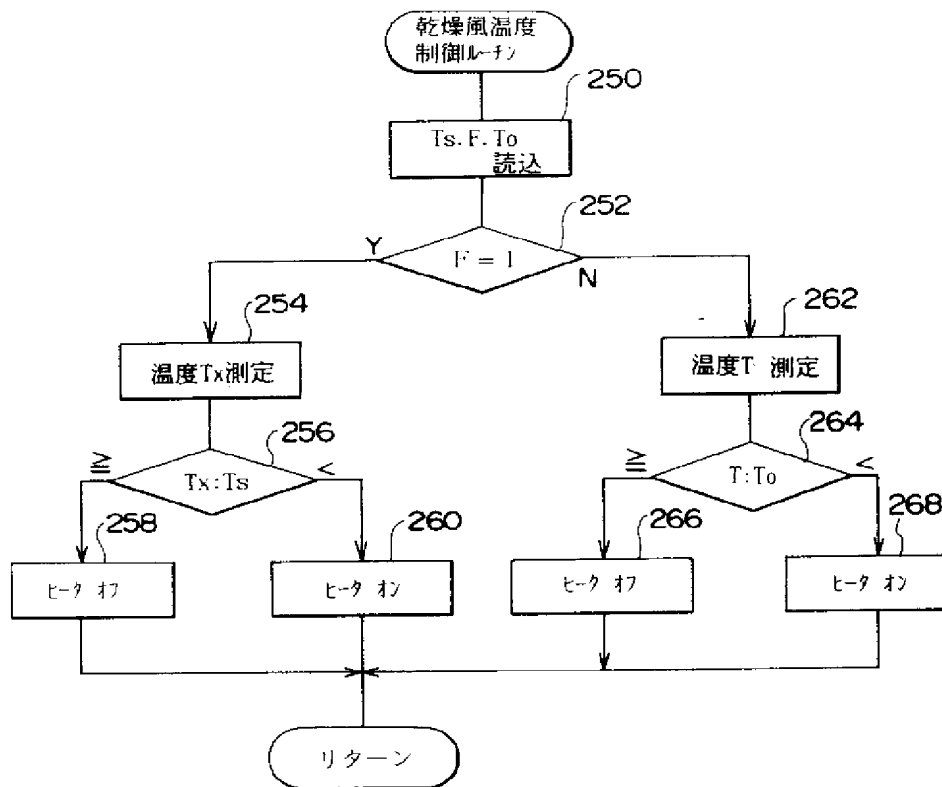 乾燥風温度
制御ルーチン
250
Ts.F.To
読込
252
Y
F = 1
N
254
262
温度Tx測定
温度T 測定
256
264
≧
Tx:Ts
<
≧
T:To
<
258
260
266
268
ヒータ オフ
ヒータ オン
ヒータ オフ
ヒータ オン
リターン